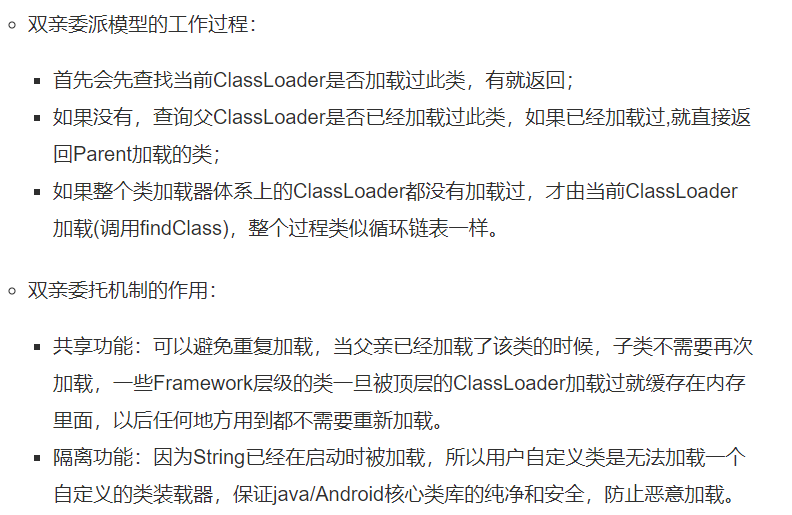 双亲委派模型的工作过程：
首先会先查找当前ClassLoader是否加载过此类，有就返回；
如果没有，查询父ClassLoader是否已经加载过此类，如果已经加载过,就直接返
回Parent加载的类；
如果整个类加载器体系上的ClassLoader都没有加载过，才由当前ClassLoader
加载(调用findClass)，整个过程类似循环链表一样。
双亲委托机制的作用：
共享功能：可以避免重复加载，当父亲已经加载了该类的时候，子类不需要再次
加载，一些Framework层级的类一旦被顶层的ClassLoader加载过就缓存在内存
里面，以后任何地方用到都不需要重新加载。
隔离功能：因为String已经在启动时被加载，所以用户自定义类是无法加载一个
自定义的类装载器，保证java/Android核心类库的纯净和安全，防止恶意加载。